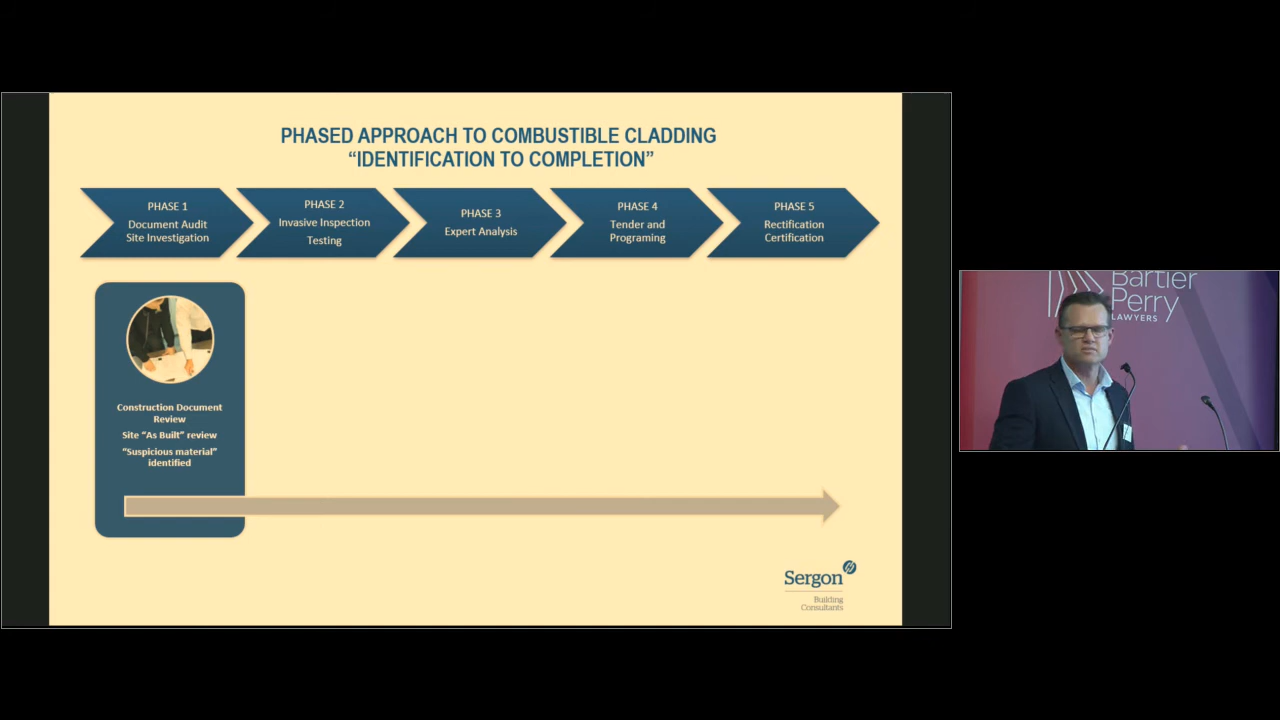 PHASED APPROACH TO COMBUSTIBLE CLADDING
“IDENTIFICATION TO COMPLETION”
PHASE 1
Document Audit
Site Investigation
PHASE 2
Invasive Inspection
Testing
PHASE 3
Expert Analysis
PHASE 4
Tender and
Programing
PHASE 5
Rectification
Certification
Construction Document
Review
Site “As Built” review
“Suspicious material”
identified
Sergon
Building
Consultants
Bartier
Perry
LAWYERS